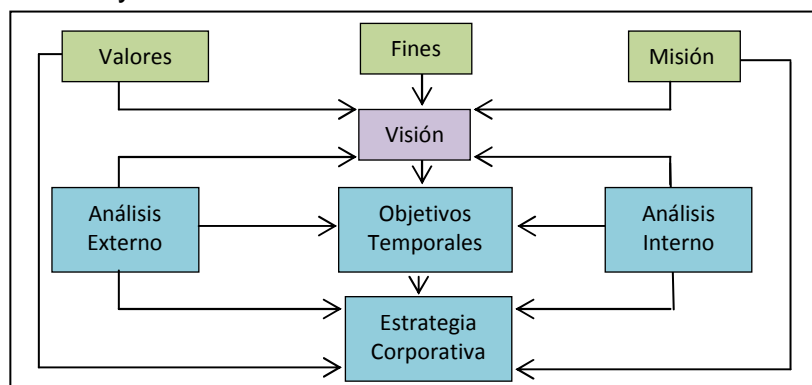 Valores
Fines
Misión
Visión
Análisis
Externo
Objetivos
Temporales
Análisis
Interno
Estrategia
Corporativa